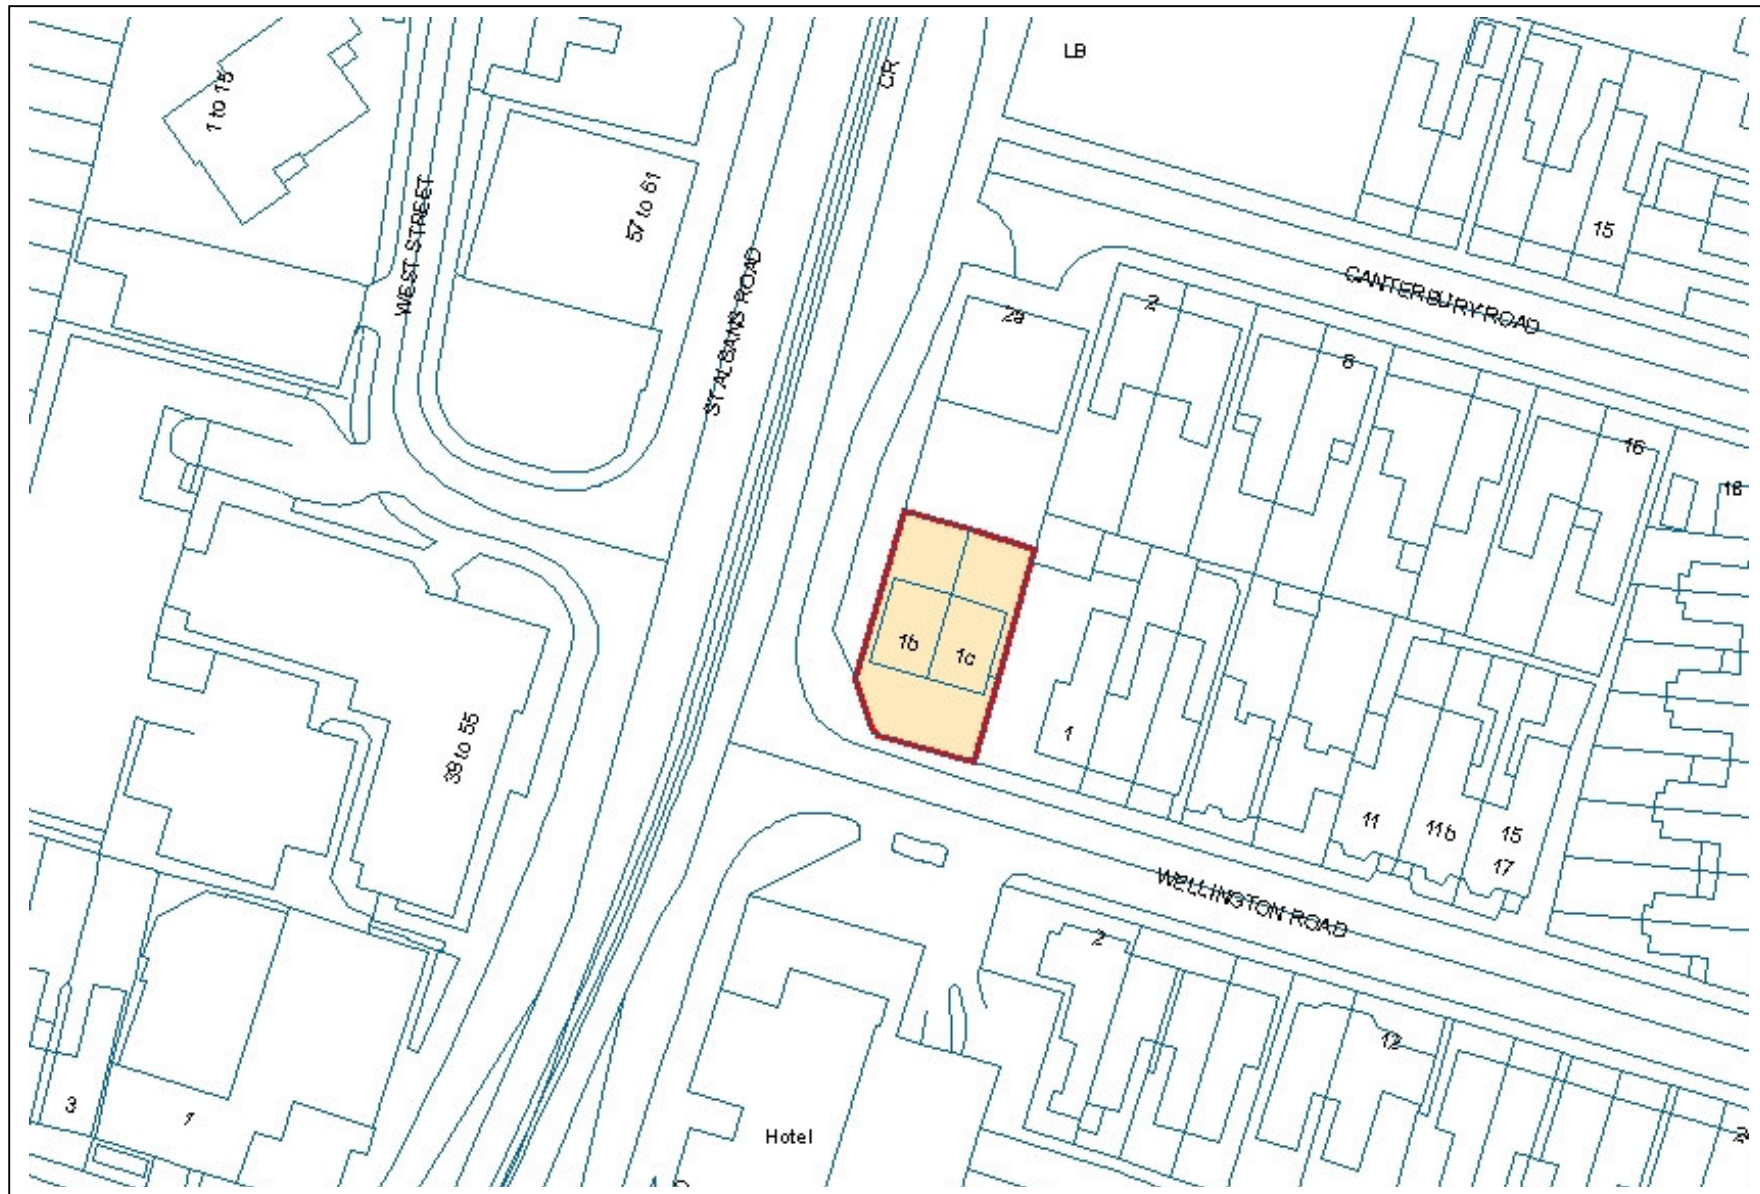 LB
CR
1 to 15
WEST STREET
57 to 61
15
CANTERBURY ROAD
ST ALBANS ROAD
2a
2
8
16
18
1b
1c
1
39 to 55
11
11b
15
17
WELLINGTON ROAD
2
12
3
1
Hotel